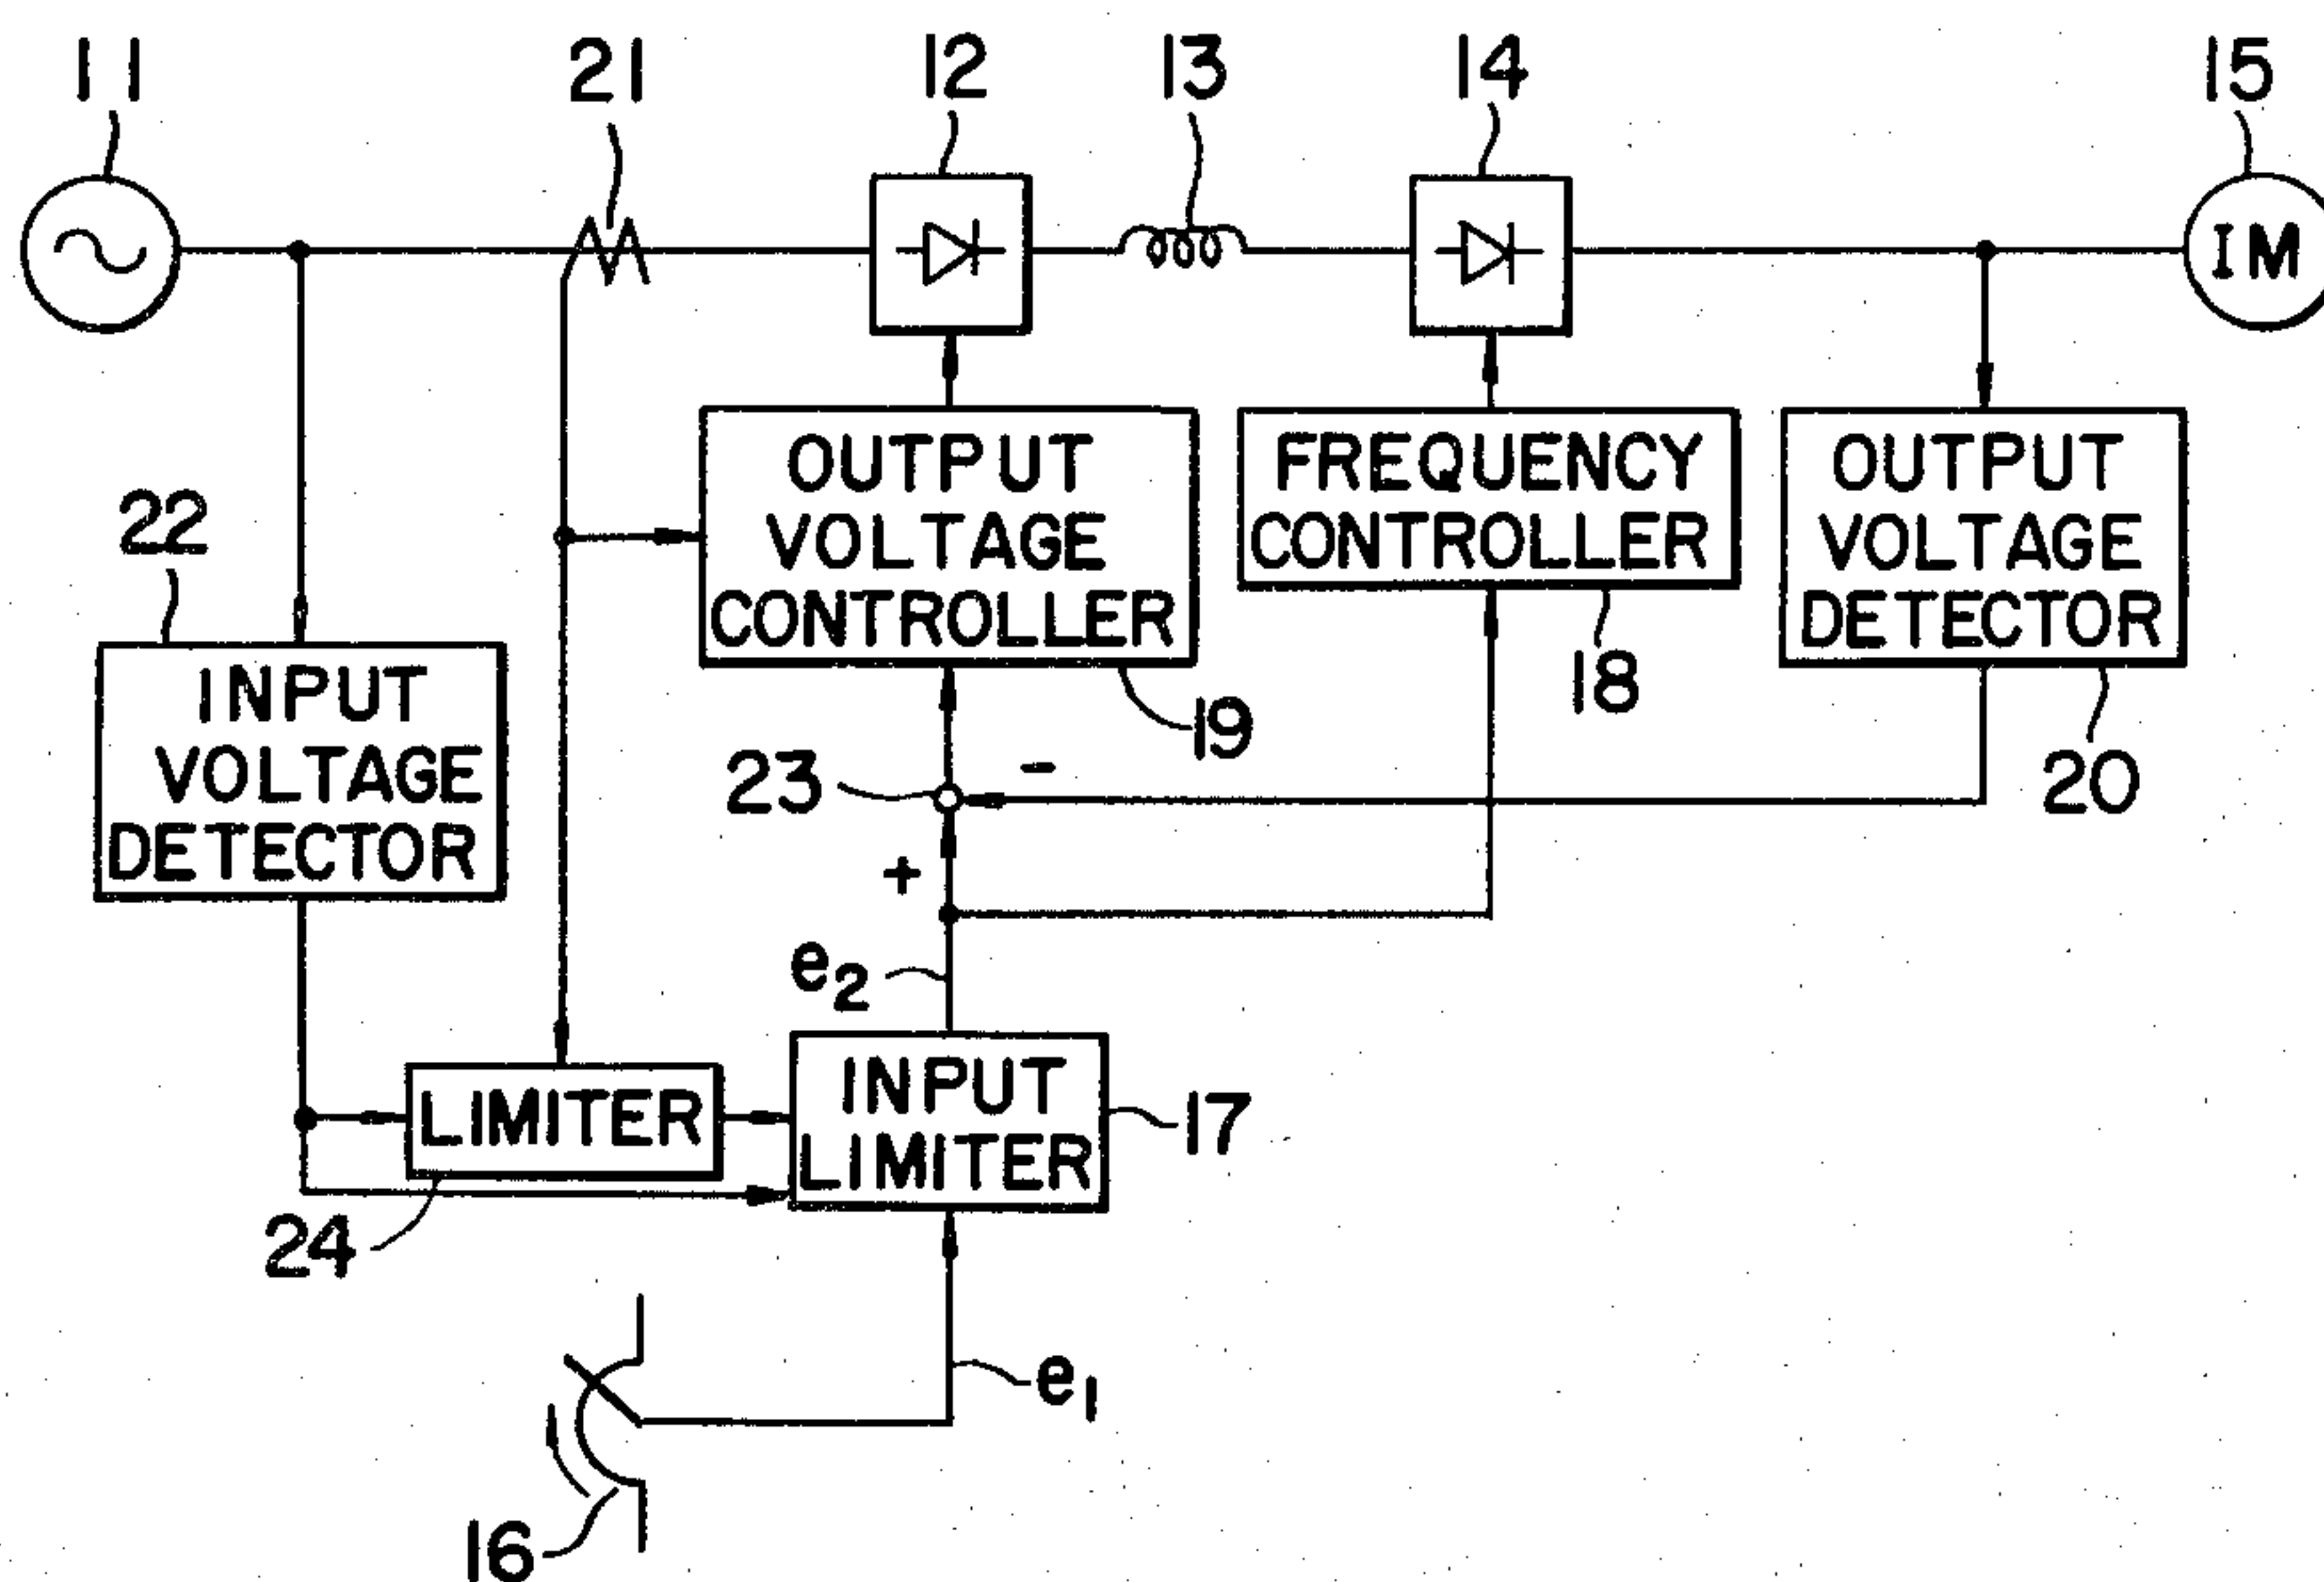 11
21
12
13
14
15
IM
OUTPUT
VOLTAGE
CONTROLLER
FREQUENCY
CONTROLLER
OUTPUT
VOLTAGE
DETECTOR
22
INPUT
VOLTAGE
DETECTOR
18
19
20
23
-
+
e2
LIMITER
INPUT
LIMITER
17
24
e1
16